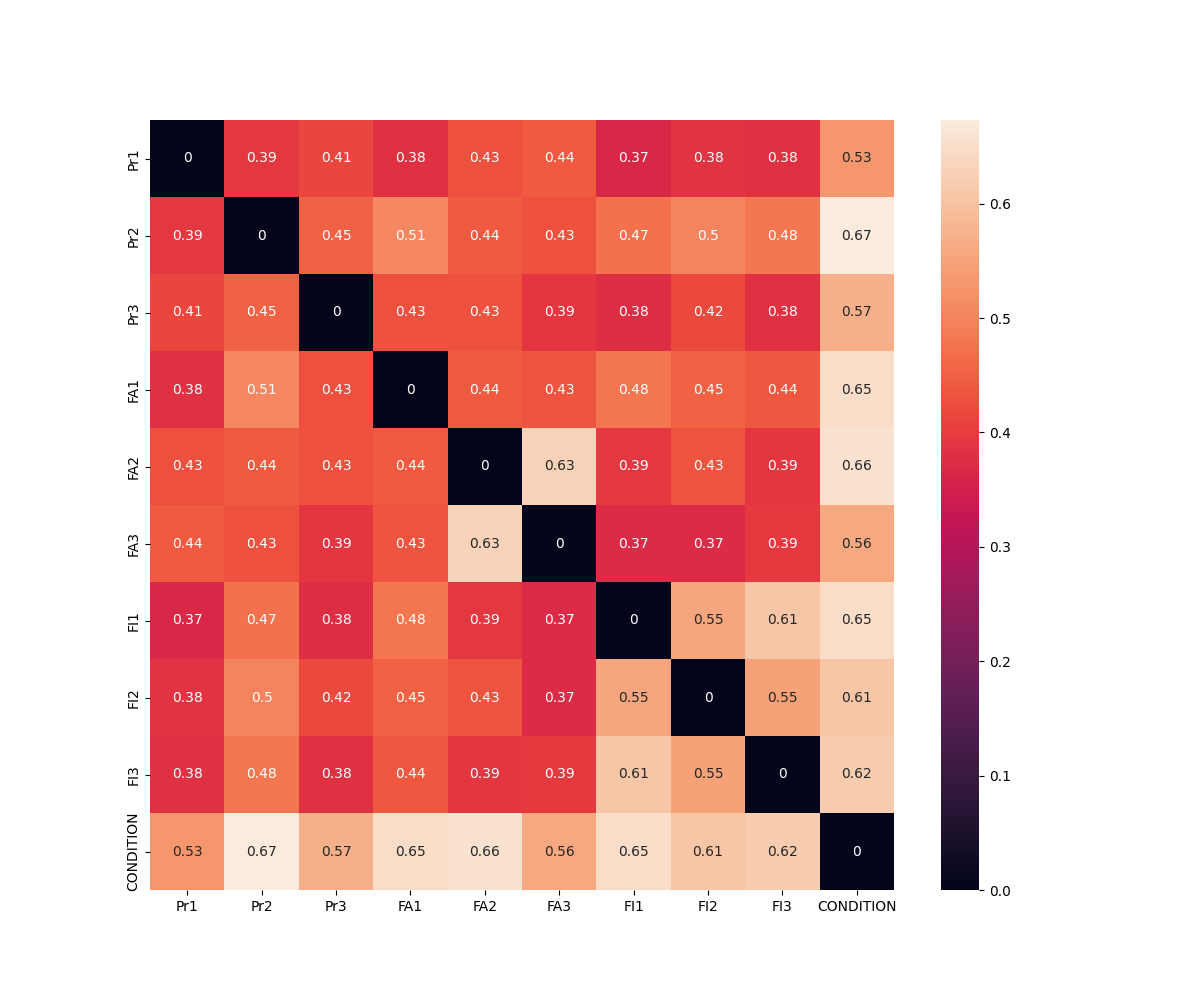 Pr1 0 0.39 0.41 0.38 0.43 0.44 0.37 0.38 0.38 0.53
Pr2 0.39 0 0.45 0.51 0.44 0.43 0.47 0.5 0.48 0.67
Pr3 0.41 0.45 0 0.43 0.43 0.39 0.38 0.42 0.38 0.57
FA1 0.38 0.51 0.43 0 0.44 0.43 0.48 0.45 0.44 0.65
FA2 0.43 0.44 0.43 0.44 0 0.63 0.39 0.43 0.39 0.66
FA3 0.44 0.43 0.39 0.43 0.63 0 0.37 0.37 0.39 0.56
FI1 0.37 0.47 0.38 0.48 0.39 0.37 0 0.55 0.61 0.65
FI2 0.38 0.5 0.42 0.45 0.43 0.37 0.55 0 0.55 0.61
FI3 0.38 0.48 0.38 0.44 0.39 0.39 0.61 0.55 0 0.62
CONDITION 0.53 0.67 0.57 0.65 0.66 0.56 0.65 0.61 0.62 0
Pr1 Pr2 Pr3 FA1 FA2 FA3 FI1 FI2 FI3 CONDITION
0.6
0.5
0.4
0.3
0.2
0.1
0.0